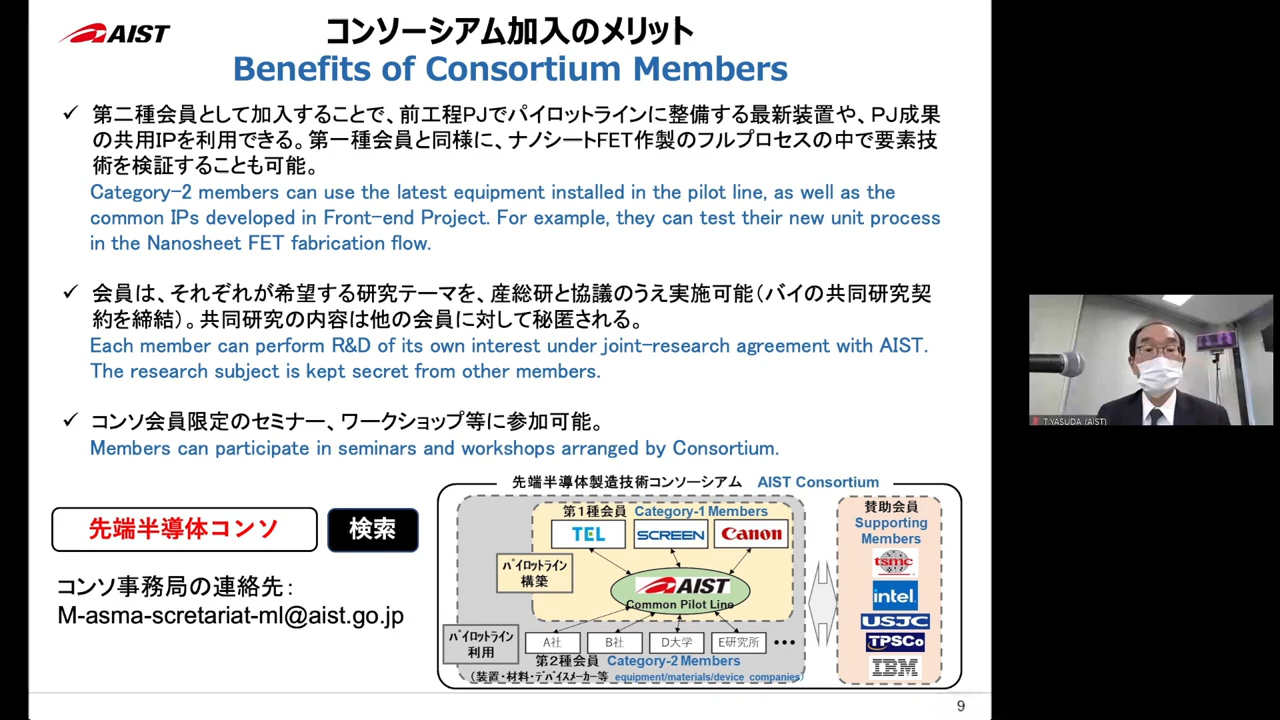 AIST
コンソーシアム加入のメリット
Benefits of Consortium Members
✓ 第二種会員として加入することで、前工程PJでパイロットラインに整備する最新装置や、PJ成果
の共用IPを利用できる。第一種会員と同様に、ナノシートFET作製のフルプロセスの中で要素技
術を検証することも可能。
Category-2 members can use the latest equipment installed in the pilot line, as well as the
common IPs developed in Front-end Project. For example, they can test their new unit process
in the Nanosheet FET fabrication flow.
✓ 会員は、それぞれが希望する研究テーマを、産総研と協議のうえ実施可能(バイの共同研究契
約を締結)。共同研究の内容は他の会員に対して秘匿される。
Each member can perform R&D of its own interest under joint-research agreement with AIST.
The research subject is kept secret from other members.
✓ コンソ会員限定のセミナー、ワークショップ等に参加可能。
Members can participate in seminars and workshops arranged by Consortium.
先端半導体製造技術コンソーシアム AIST Consortium
第1種会員 Category-1 Members
TEL SCREEN Canon
パイロットライン
構築
AIST
Common Pilot Line
パイロットライン
利用
A社 B社 D大学 E研究所 •••
第2種会員 Category-2 Members
(装置・材料・デバイスメーカー等 equipment/materials/device companies)
賛助会員
Supporting
Members
tsmc
intel.
USJC
TPSCo
IBM
先端半導体コンソ 検索
コンソ事務局の連絡先:
M-asma-scretariat-ml@aist.go.jp
9
T.YASUDA (AIST)